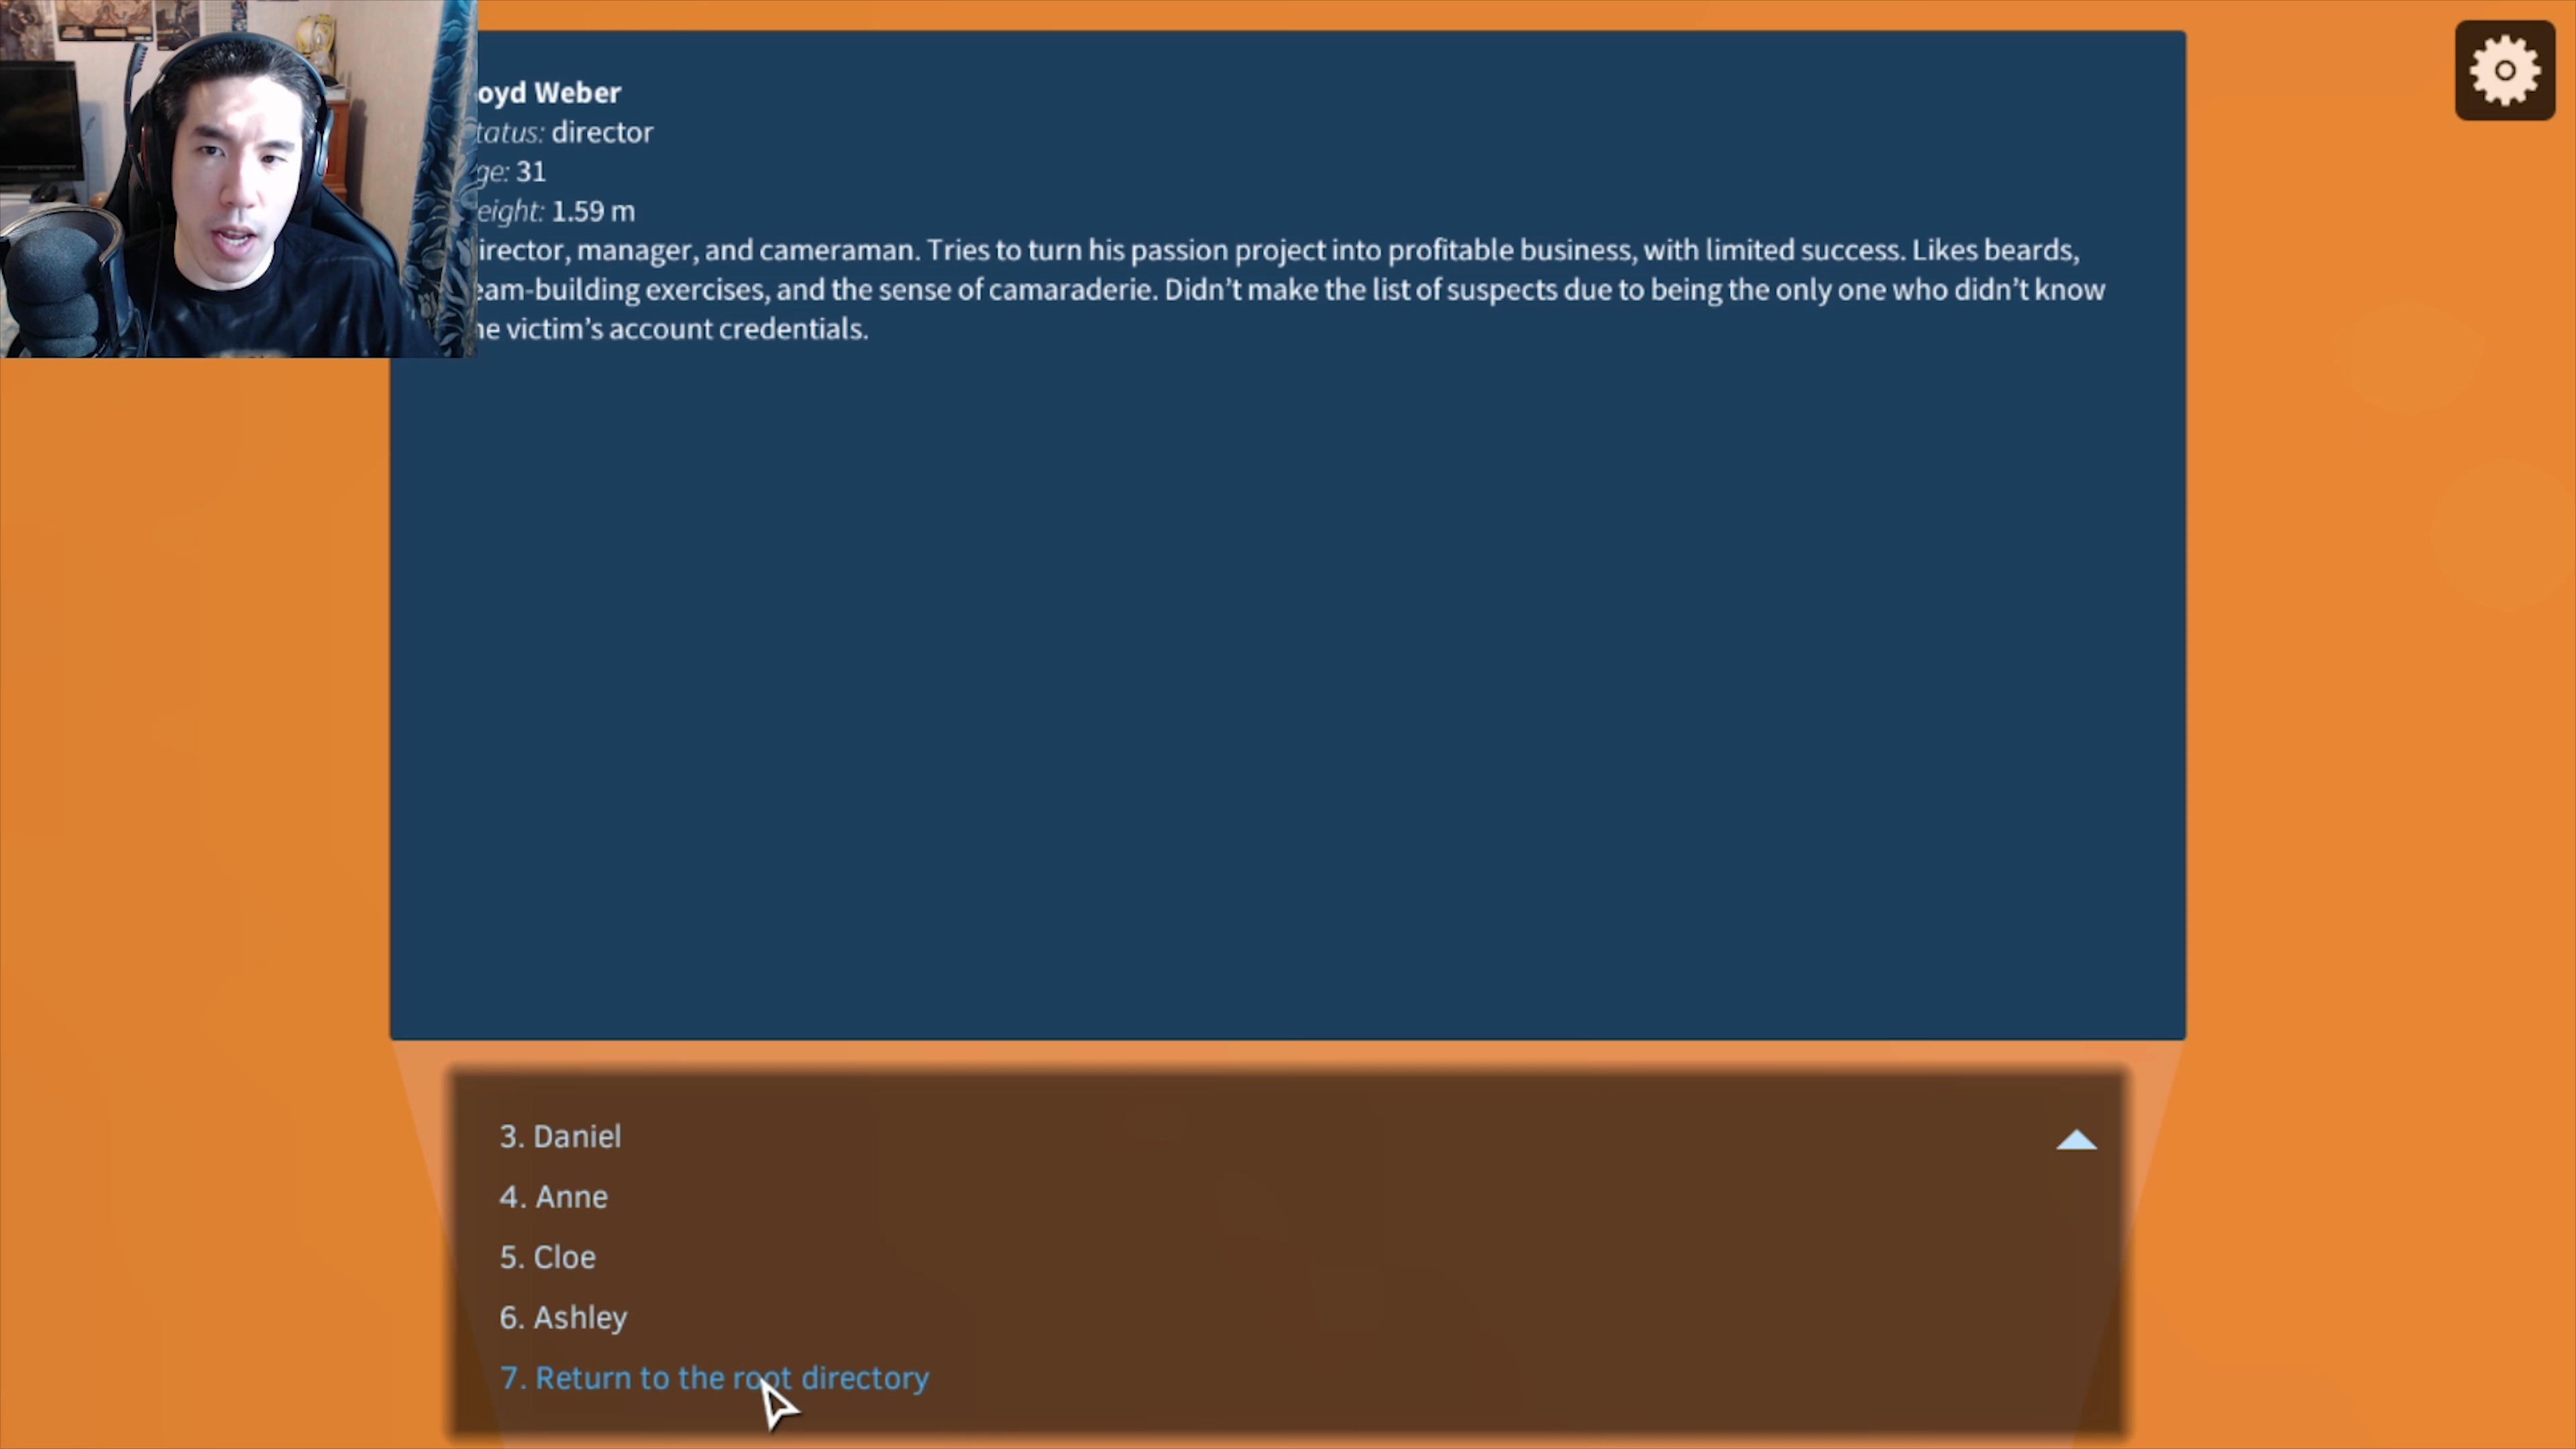 oyd Weber
tatus: director
ge: 31
eight: 1.59 m
irector, manager, and cameraman. Tries to turn his passion project into profitable business, with limited success. Likes beards,
eam-building exercises, and the sense of camaraderie. Didn't make the list of suspects due to being the only one who didn't know
he victim's account credentials.
3. Daniel
4. Anne
5. Cloe
6. Ashley
7. Return to the root directory